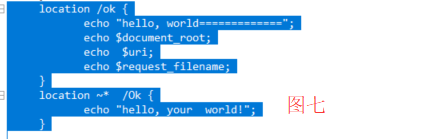 location /ok {
echo "hello, world=============";
echo $document_root;
echo  $uri;
echo $request_filename;
}
location ~*  /Ok {
echo "hello, your  world!";
}
图七